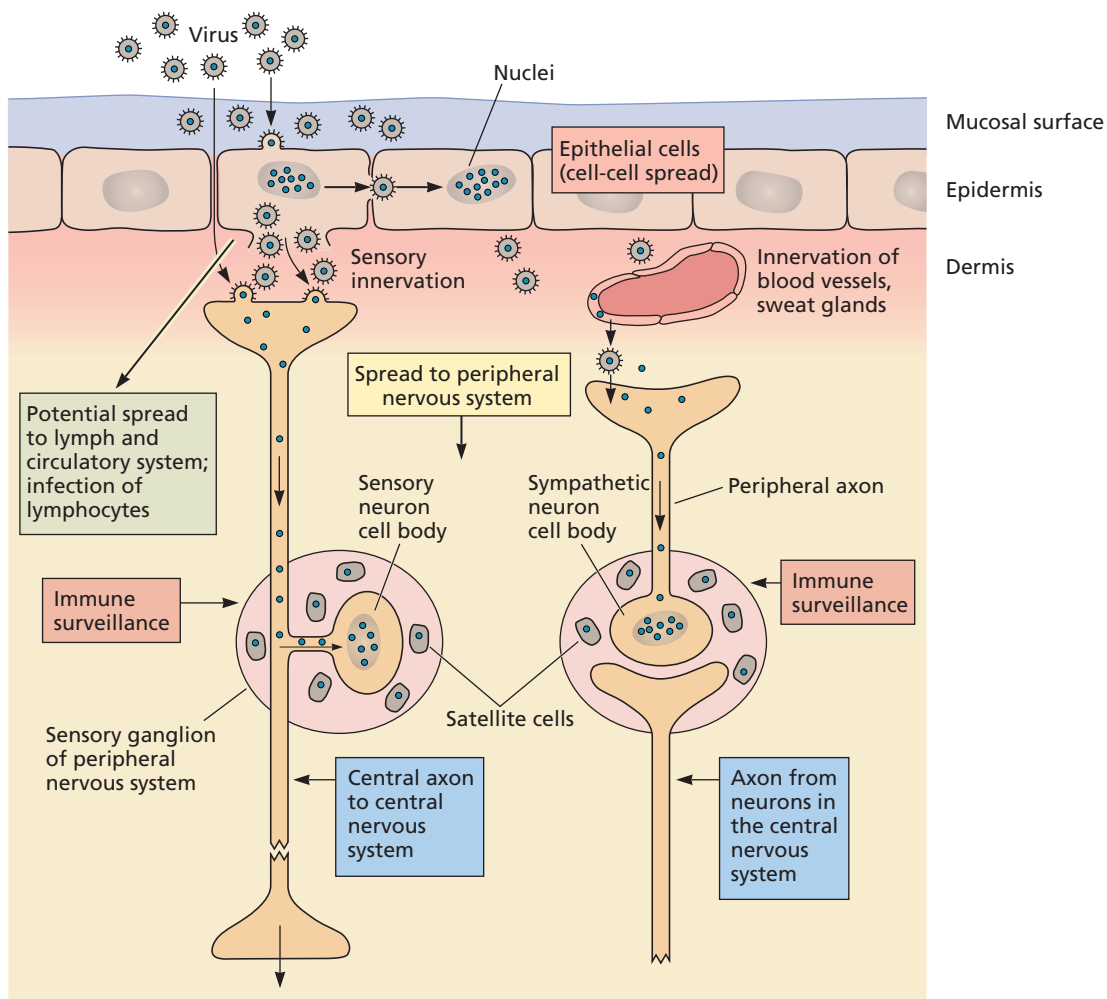 Virus
Nuclei
Mucosal surface
Epithelial cells
(cell-cell spread)
Epidermis
Sensory
innervation
Innervation of
blood vessels,
sweat glands
Dermis
Spread to peripheral
nervous system
Potential spread
to lymph and
circulatory system;
infection of
lymphocytes
Sensory
neuron
cell body
Sympathetic
neuron
cell body
Peripheral axon
Immune
surveillance
Immune
surveillance
Satellite cells
Sensory ganglion
of peripheral
nervous system
Central axon
to central
nervous
system
Axon from
neurons in
the central
nervous
system